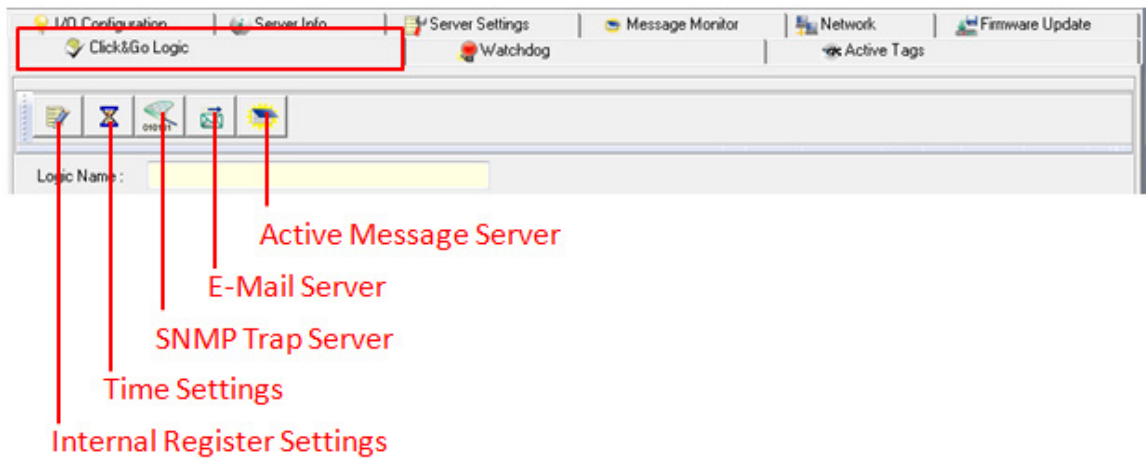 I/O Configuration Server Info Server Settings Message Monitor Network Firmware Update
Click&Go Logic Watchdog Active Tags
010101
Logic Name :
Active Message Server
E-Mail Server
SNMP Trap Server
Time Settings
Internal Register Settings